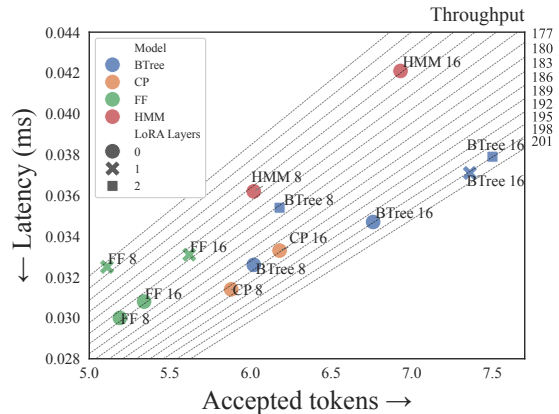 Throughput
0.044
0.042
0.040
0.038
0.036
0.034
0.032
0.030
0.028
← Latency (ms)
Model
BTree
CP
FF
HMM
LoRA Layers
0
1
2
HMM 16
HMM 8
BTree 8
BTree 16
BTree 16
BTree 16
CP 16
BTree 8
CP 8
FF 8
FF 16
FF 16
FF 8
177
180
183
186
189
192
195
198
201
5.0
5.5
6.0
6.5
7.0
7.5
Accepted tokens →